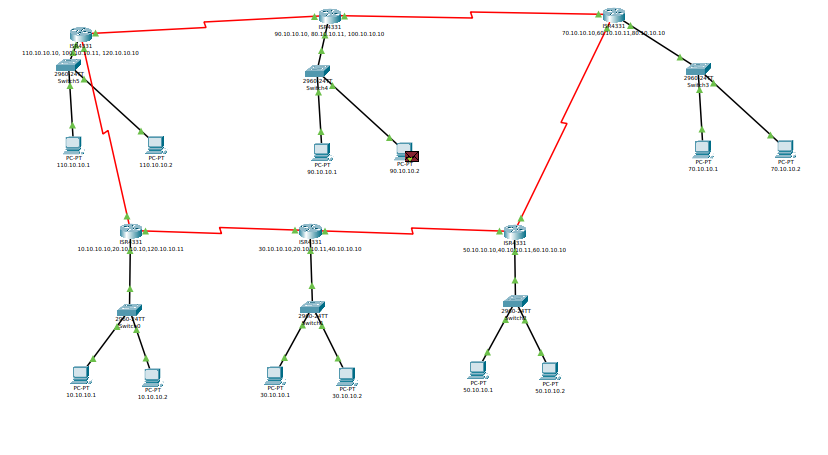 ISR4331
110.10.10.10, 100.10.10.11, 120.10.10.10
2960-24TT
Switch5
PC-PT
110.10.10.1
PC-PT
110.10.10.2
ISR4331
90.10.10.10, 80.10.10.11, 100.10.10.10
2960-24TT
Switch4
PC-PT
90.10.10.1
PC-PT
90.10.10.2
ISR4331
70.10.10.10,60.10.10.11,80.10.10.10
2960-24TT
Switch3
PC-PT
70.10.10.1
PC-PT
70.10.10.2
ISR4331
10.10.10.10,20.10.10.10,120.10.10.11
2960-24TT
Switch0
PC-PT
10.10.10.1
PC-PT
10.10.10.2
ISR4331
30.10.10.10,20.10.10.11,40.10.10.10
2960-24TT
PC-PT
30.10.10.1
PC-PT
30.10.10.2
ISR4331
50.10.10.10,40.10.10.11,60.10.10.10
2960-24TT
PC-PT
50.10.10.1
PC-PT
50.10.10.2